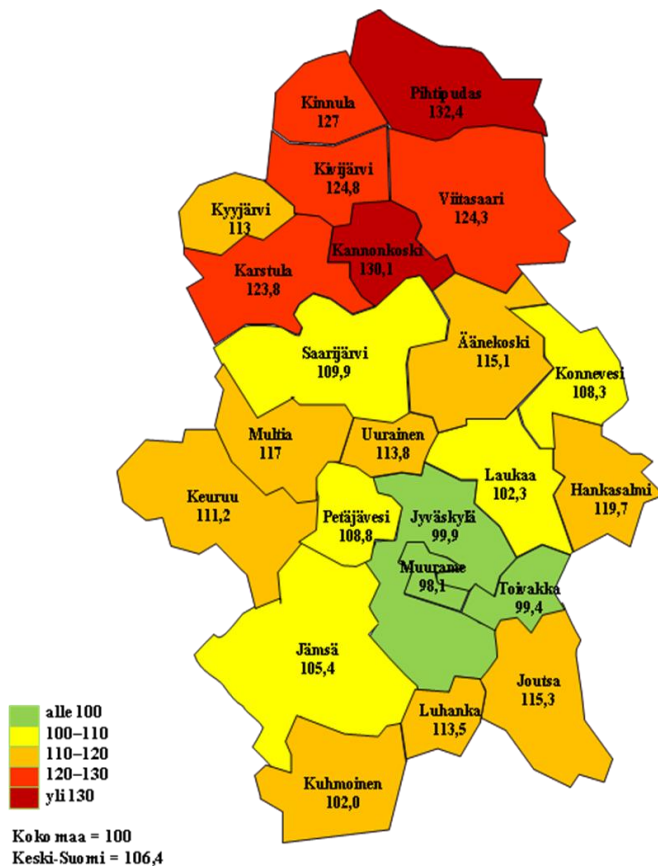 Pihtipudas
132,4
Kinnula
127
Kivijärvi
124,8
Viitasaari
124,3
Kyyjärvi
113
Kannonkoski
130,1
Karstula
123,8
Saarijärvi
109,9
Äänekoski
115,1
Konnevesi
108,3
Multia
117
Uurainen
113,8
Laukaa
102,3
Hankasalmi
119,7
Keuruu
111,2
Petäjävesi
108,8
Jyväskylä
99,9
Muurame
98,1
Toivakka
99,4
Jämsä
105,4
Joutsa
115,3
Luhanka
113,5
Kuhmoinen
102,0
alle 100
100–110
110–120
120–130
yli 130
Koko maa = 100
Keski-Suomi = 106,4